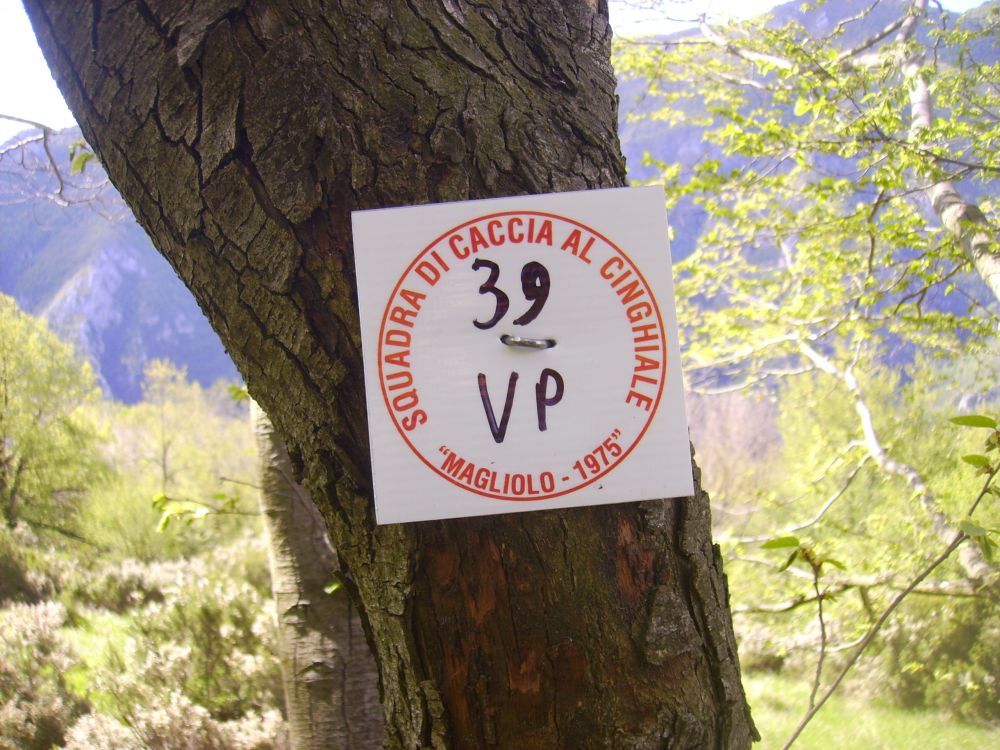 SQUADRA DI CACCIA AL CINGHIALE
39
VP
"MAGLIOLO - 1975"